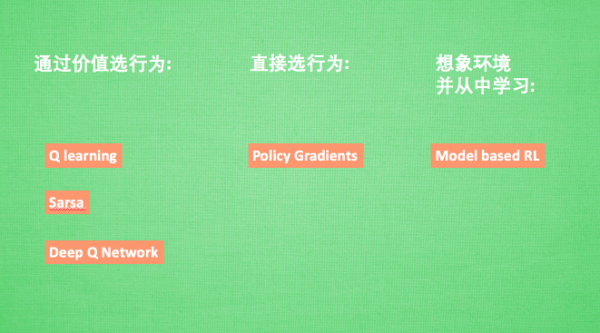 通过价值选行为:
直接选行为:
想象环境
并从中学习:
Q learning
Policy Gradients
Model based RL
Sarsa
Deep Q Network